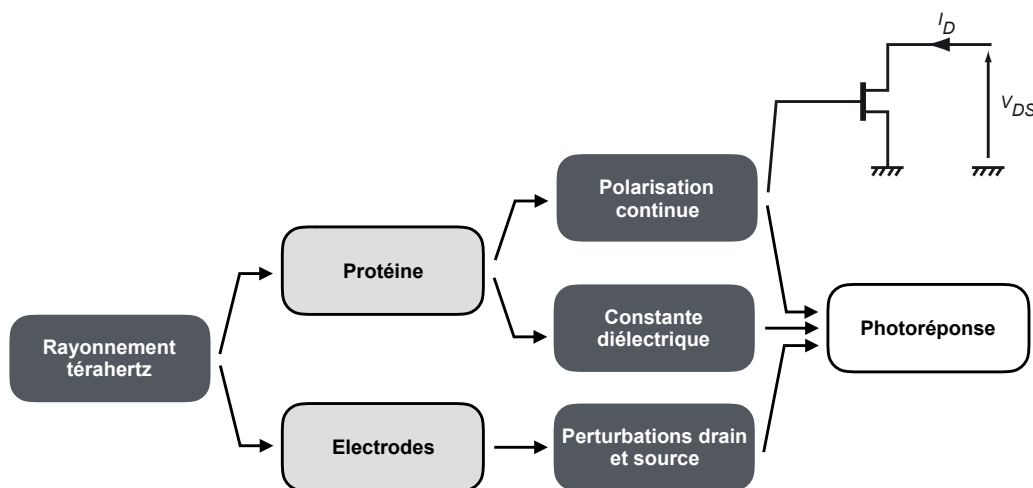 I_D
V_DS
Polarisation
continue
Protéine
Constante
diélectrique
Photoréponse
Rayonnement
térahertz
Electrodes
Perturbations drain
et source